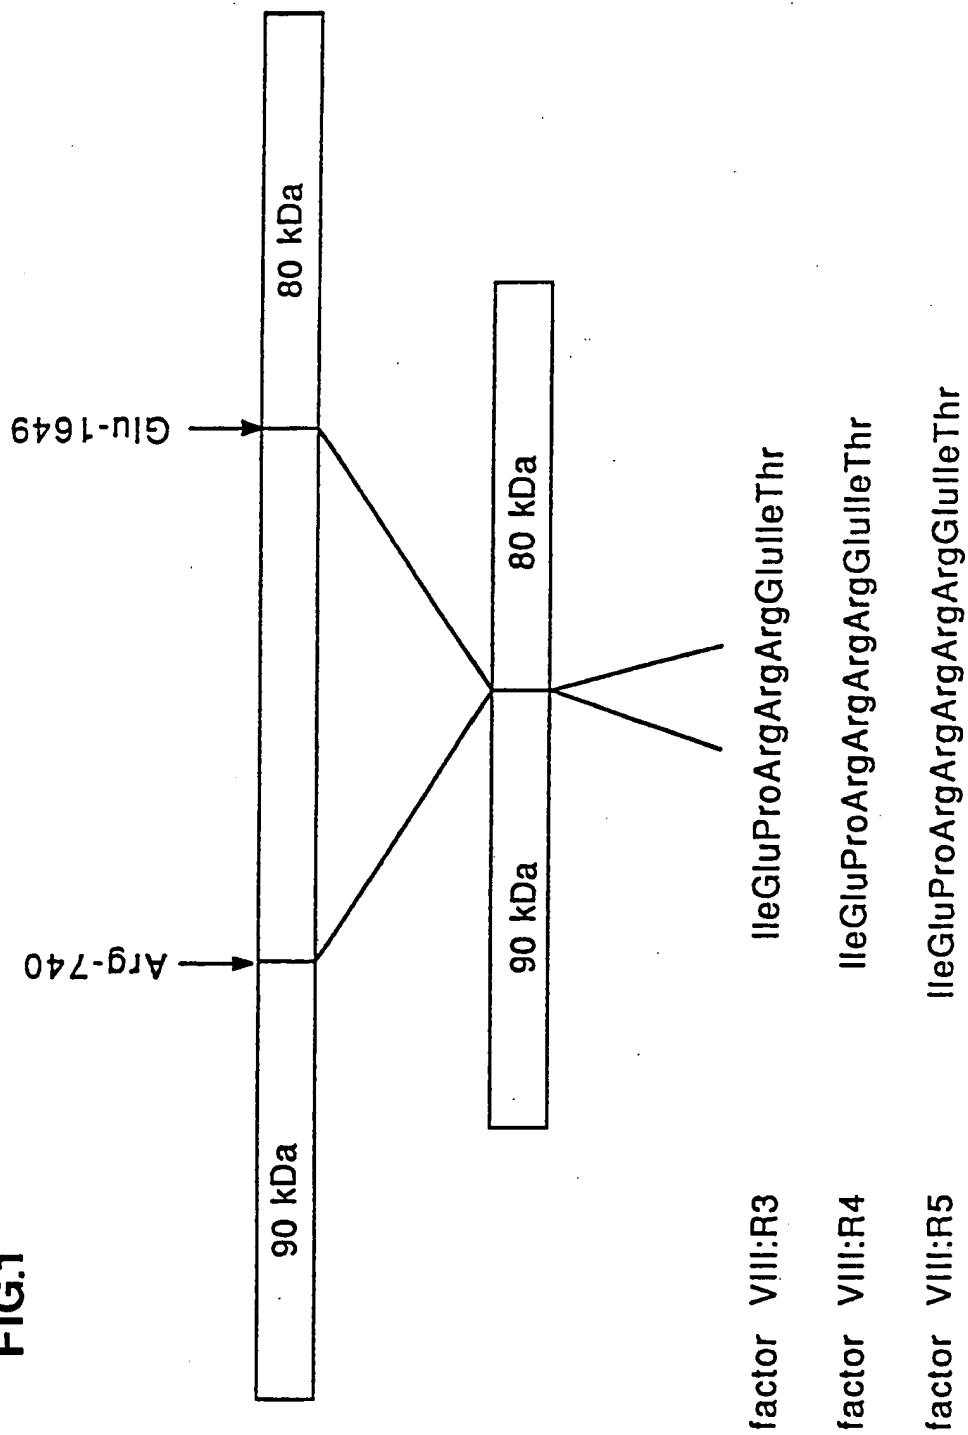 FIG.1
Arg-740 Glu-1649
90 kDa 80 kDa
90 kDa 80 kDa
factor VIII:R3 IleGluProArgArgArgGluIleThr
factor VIII:R4 IleGluProArgArgArgArgGluIleThr
factor VIII:R5 IleGluProArgArgArgArgArgGluIleThr